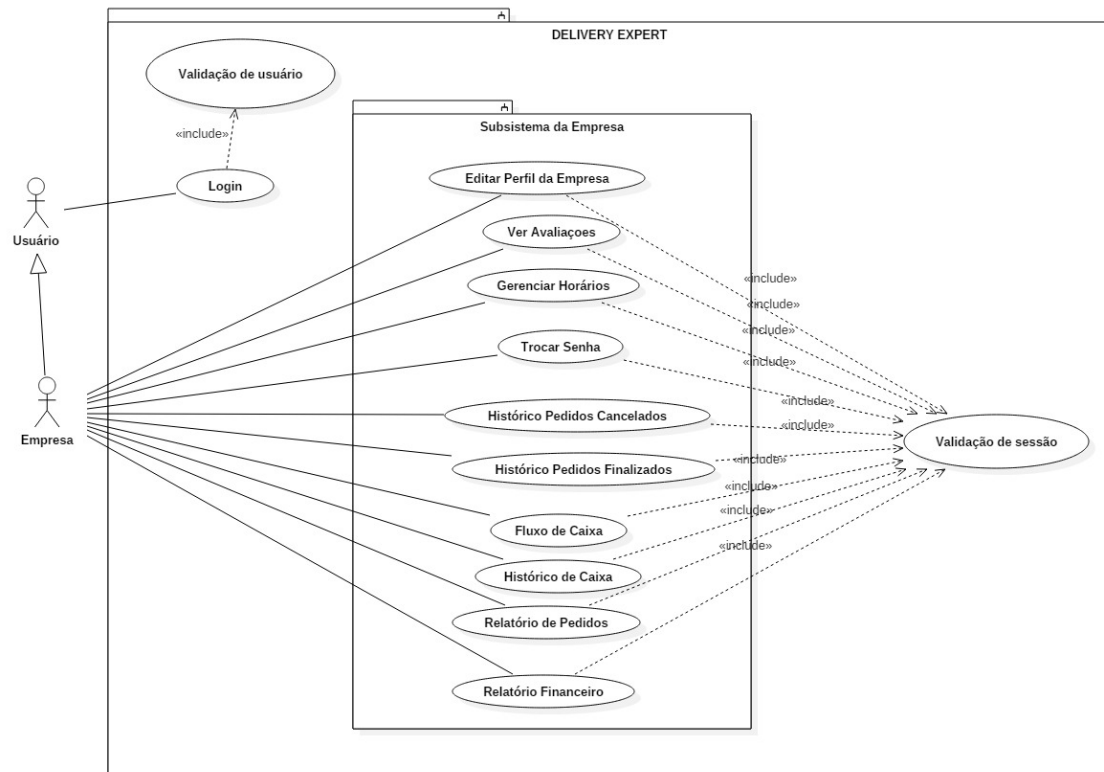 DELIVERY EXPERT
Validação de usuário
«include»
Login
Usuário
Empresa
Subsistema da Empresa
Editar Perfil da Empresa
Ver Avaliaçoes
Gerenciar Horários
Trocar Senha
Histórico Pedidos Cancelados
Histórico Pedidos Finalizados
Fluxo de Caixa
Histórico de Caixa
Relatório de Pedidos
Relatório Financeiro
«include»
«include»
«include»
«include»
«include»
«include»
«include»
«include»
«include»
«include»
Validação de sessão